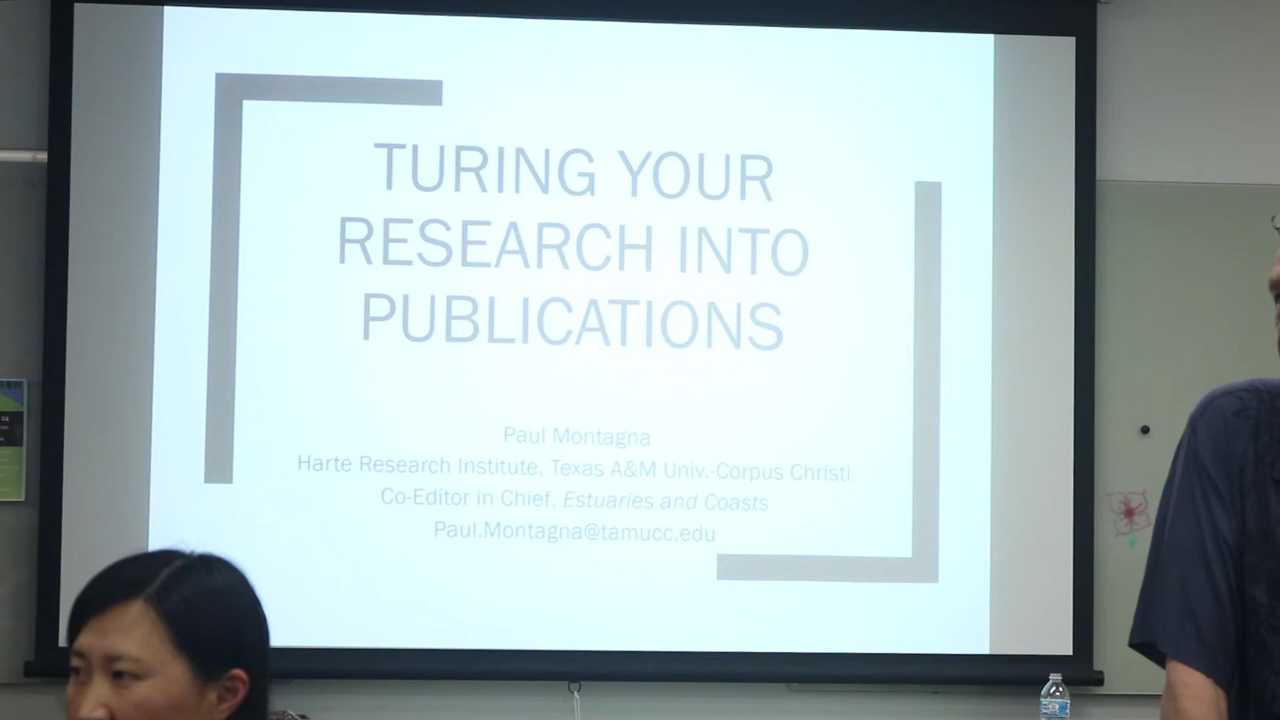 TURING YOUR
RESEARCH INTO
PUBLICATIONS
Paul Montagna
Harte Research Institute, Texas A&M Univ.-Corpus Christi
Co-Editor in Chief, Estuaries and Coasts
Paul.Montagna@tamucc.edu